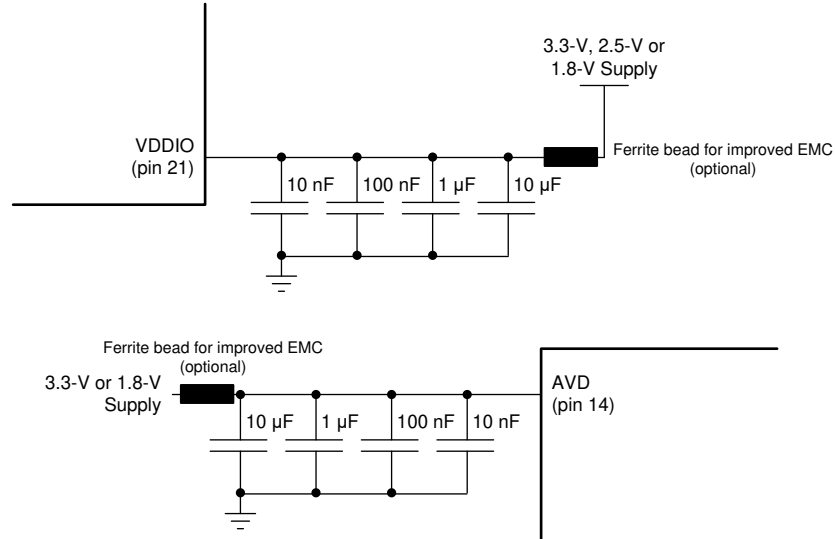 3.3-V, 2.5-V or
1.8-V Supply
VDDIO
(pin 21)
Ferrite bead for improved EMC
(optional)
10 nF
100 nF
1 µF
10 µF
Ferrite bead for improved EMC
(optional)
3.3-V or 1.8-V
Supply
AVD
(pin 14)
10 µF
1 µF
100 nF
10 nF